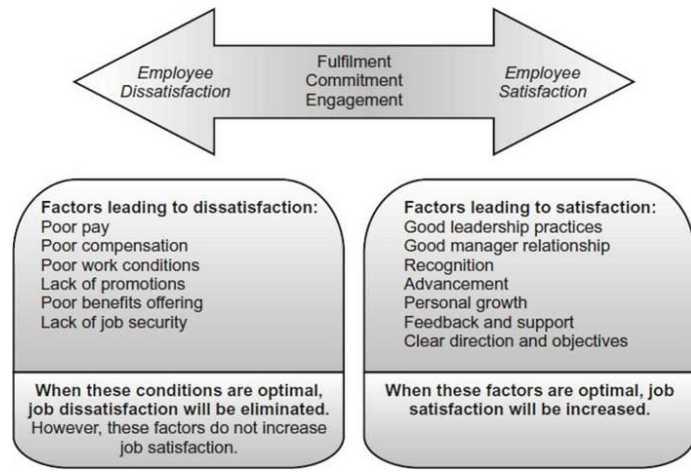 Employee
Dissatisfaction
Fulfilment
Commitment
Engagement
Employee
Satisfaction
Factors leading to dissatisfaction:
Poor pay
Poor compensation
Poor work conditions
Lack of promotions
Poor benefits offering
Lack of job security
When these conditions are optimal,
job dissatisfaction will be eliminated.
However, these factors do not increase
job satisfaction.
Factors leading to satisfaction:
Good leadership practices
Good manager relationship
Recognition
Advancement
Personal growth
Feedback and support
Clear direction and objectives
When these factors are optimal, job
satisfaction will be increased.